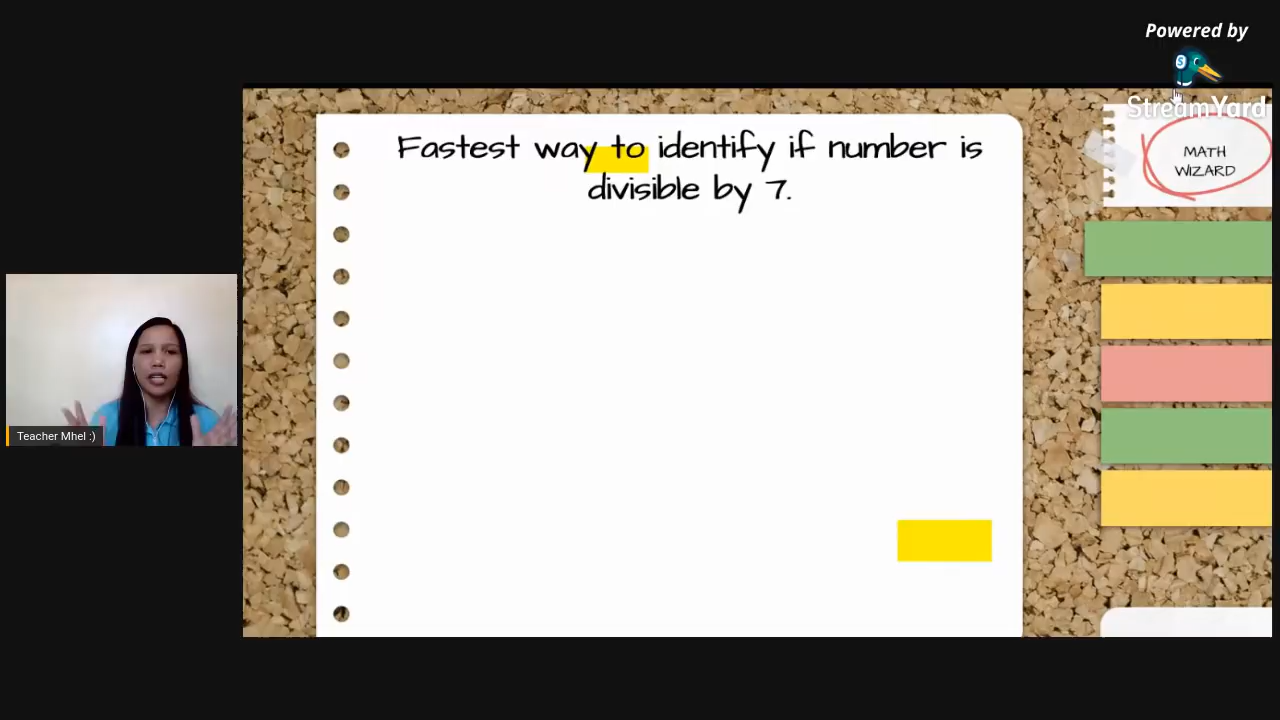 Powered by
StreamYard
Fastest way to identify if number is
divisible by 7.
MATH
WIZARD
Teacher Mhel :)